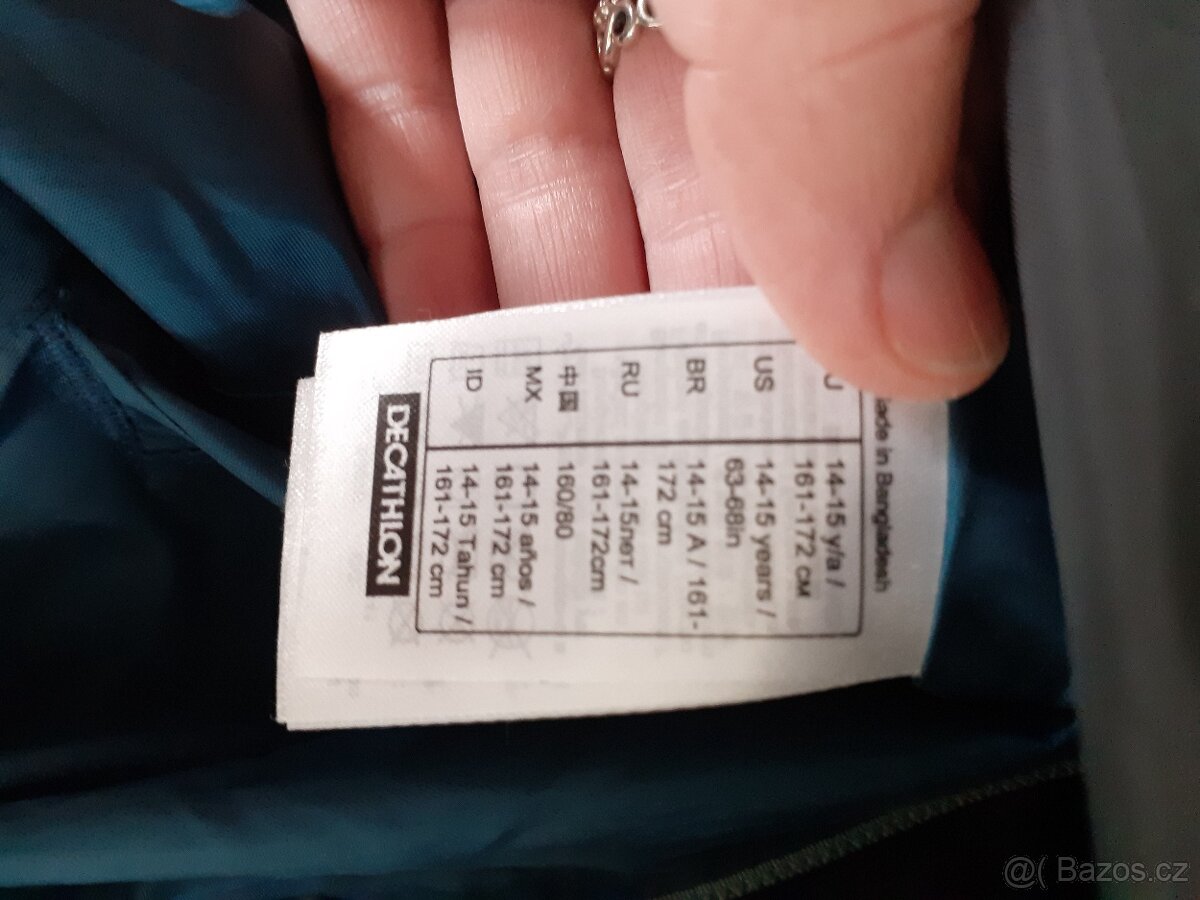 Made in Bangladesh
U 14-15 y/a /
161-172 см
US 14-15 years /
63-68in
BR 14-15 A / 161-
172 cm
RU 14-15лет /
161-172cm
中国 160/80
MX 14-15 años /
161-172 cm
ID 14-15 Tahun /
161-172 cm
DECATHLON
@( Bazos.cz